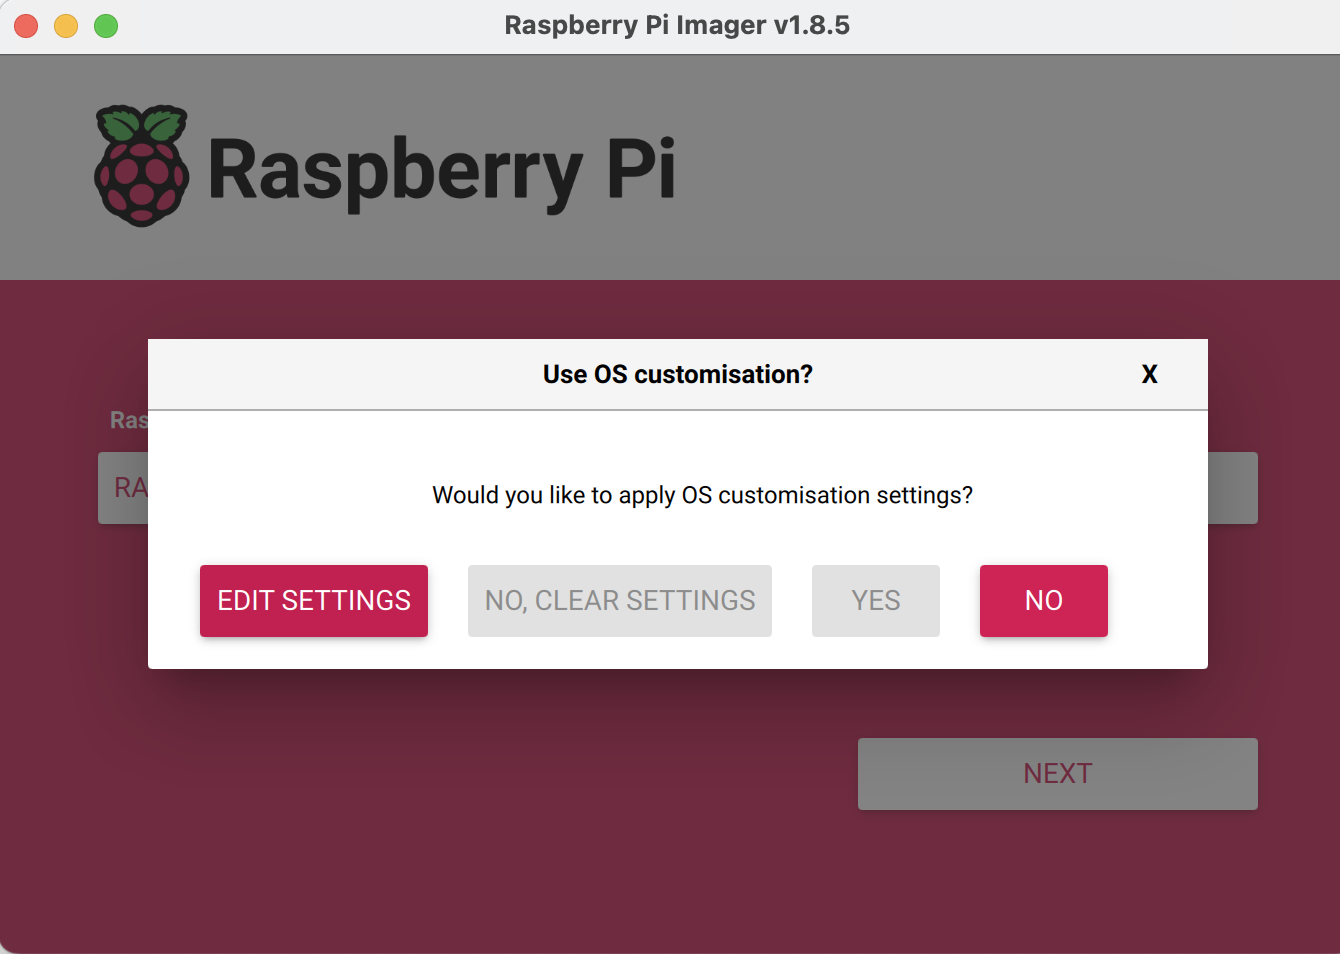 Raspberry Pi Imager v1.8.5
Raspberry Pi
Use OS customisation?
X
Ras
Would you like to apply OS customisation settings?
RA
EDIT SETTINGS
NO, CLEAR SETTINGS
YES
NO
NEXT